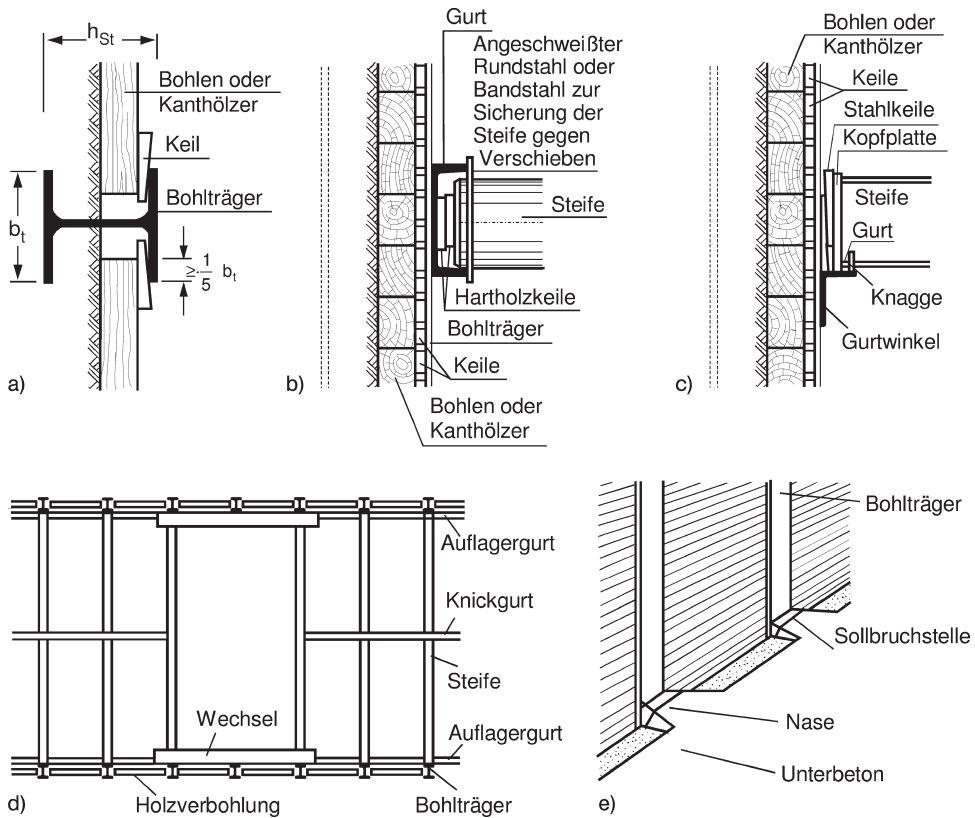 h_St
Bohlen oder
Kanthölzer
Keil
Bohlträger
b_t
≥ 1/5 b_t
a)
Gurt
Angeschweißter
Rundstahl oder
Bandstahl zur
Sicherung der
Steife gegen
Verschieben
Steife
Hartholzkeile
Bohlträger
Keile
Bohlen oder
Kanthölzer
b)
Bohlen oder
Kanthölzer
Keile
Stahlkeile
Kopfplatte
Steife
Gurt
Knagge
Gurtwinkel
c)
Auflagergurt
Knickgurt
Steife
Wechsel
Auflagergurt
Holzverbohlung
Bohlträger
d)
Bohlträger
Sollbruchstelle
Nase
Unterbeton
e)